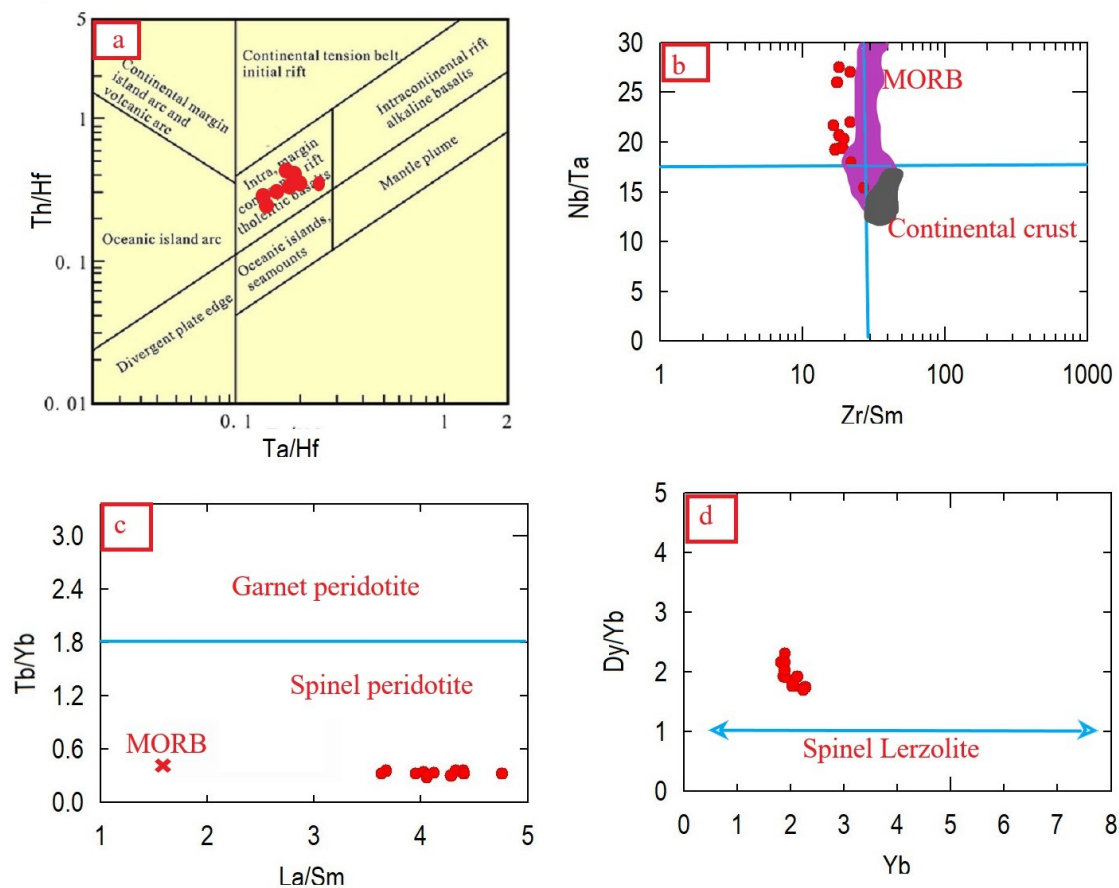 a
5
1
0. 1
0. 01
Th/Hf
Continental margin
island arc and
volcanic arc
Continental tension belt
initial rift
Intracontinental rift
alkaline basalts
Mantle plume
Intra, margin
rift
basalts
Oceanic island arc
Oceanic islands,
seamounts
Divergent plate edge
0. 1
1
2
Ta/Hf
b
30
25
20
15
10
5
0
Nb/Ta
MORB
Continental crust
1
10
100
1000
Zr/Sm
c
3.0
2.4
1.8
1.2
0.6
0.0
Tb/Yb
Garnet peridotite
Spinel peridotite
MORB
1
2
3
4
5
La/Sm
d
5
4
3
2
1
0
Dy/Yb
Spinel Lerzolite
0
1
2
3
4
5
6
7
8
Yb